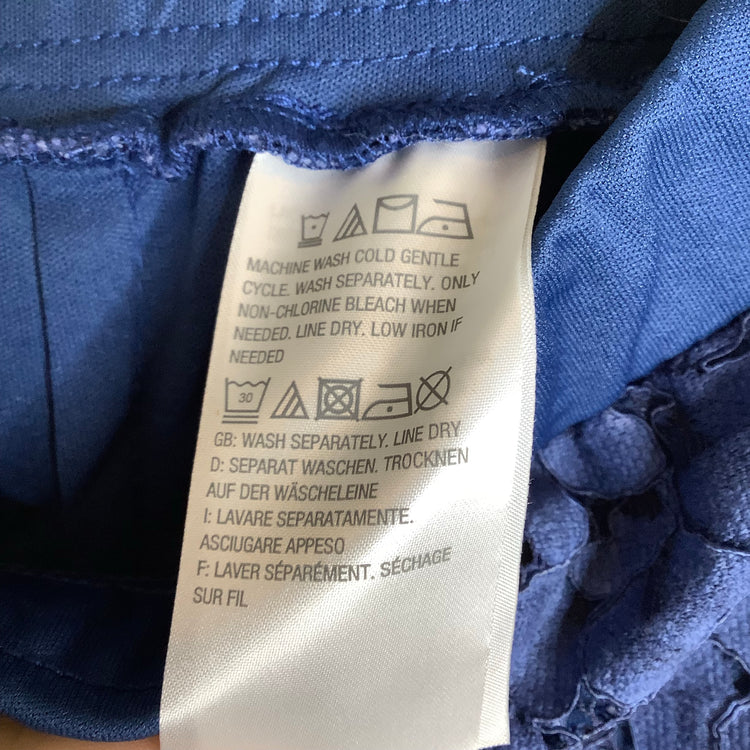 MACHINE WASH COLD GENTLE
CYCLE. WASH SEPARATELY. ONLY
NON-CHLORINE BLEACH WHEN
NEEDED. LINE DRY. LOW IRON IF
NEEDED
30
GB: WASH SEPARATELY. LINE DRY
D: SEPARAT WASCHEN. TROCKNEN
AUF DER WÄSCHELEINE
I: LAVARE SEPARATAMENTE.
ASCIUGARE APPESO
F: LAVER SÉPARÉMENT. SÉCHAGE
SUR FIL